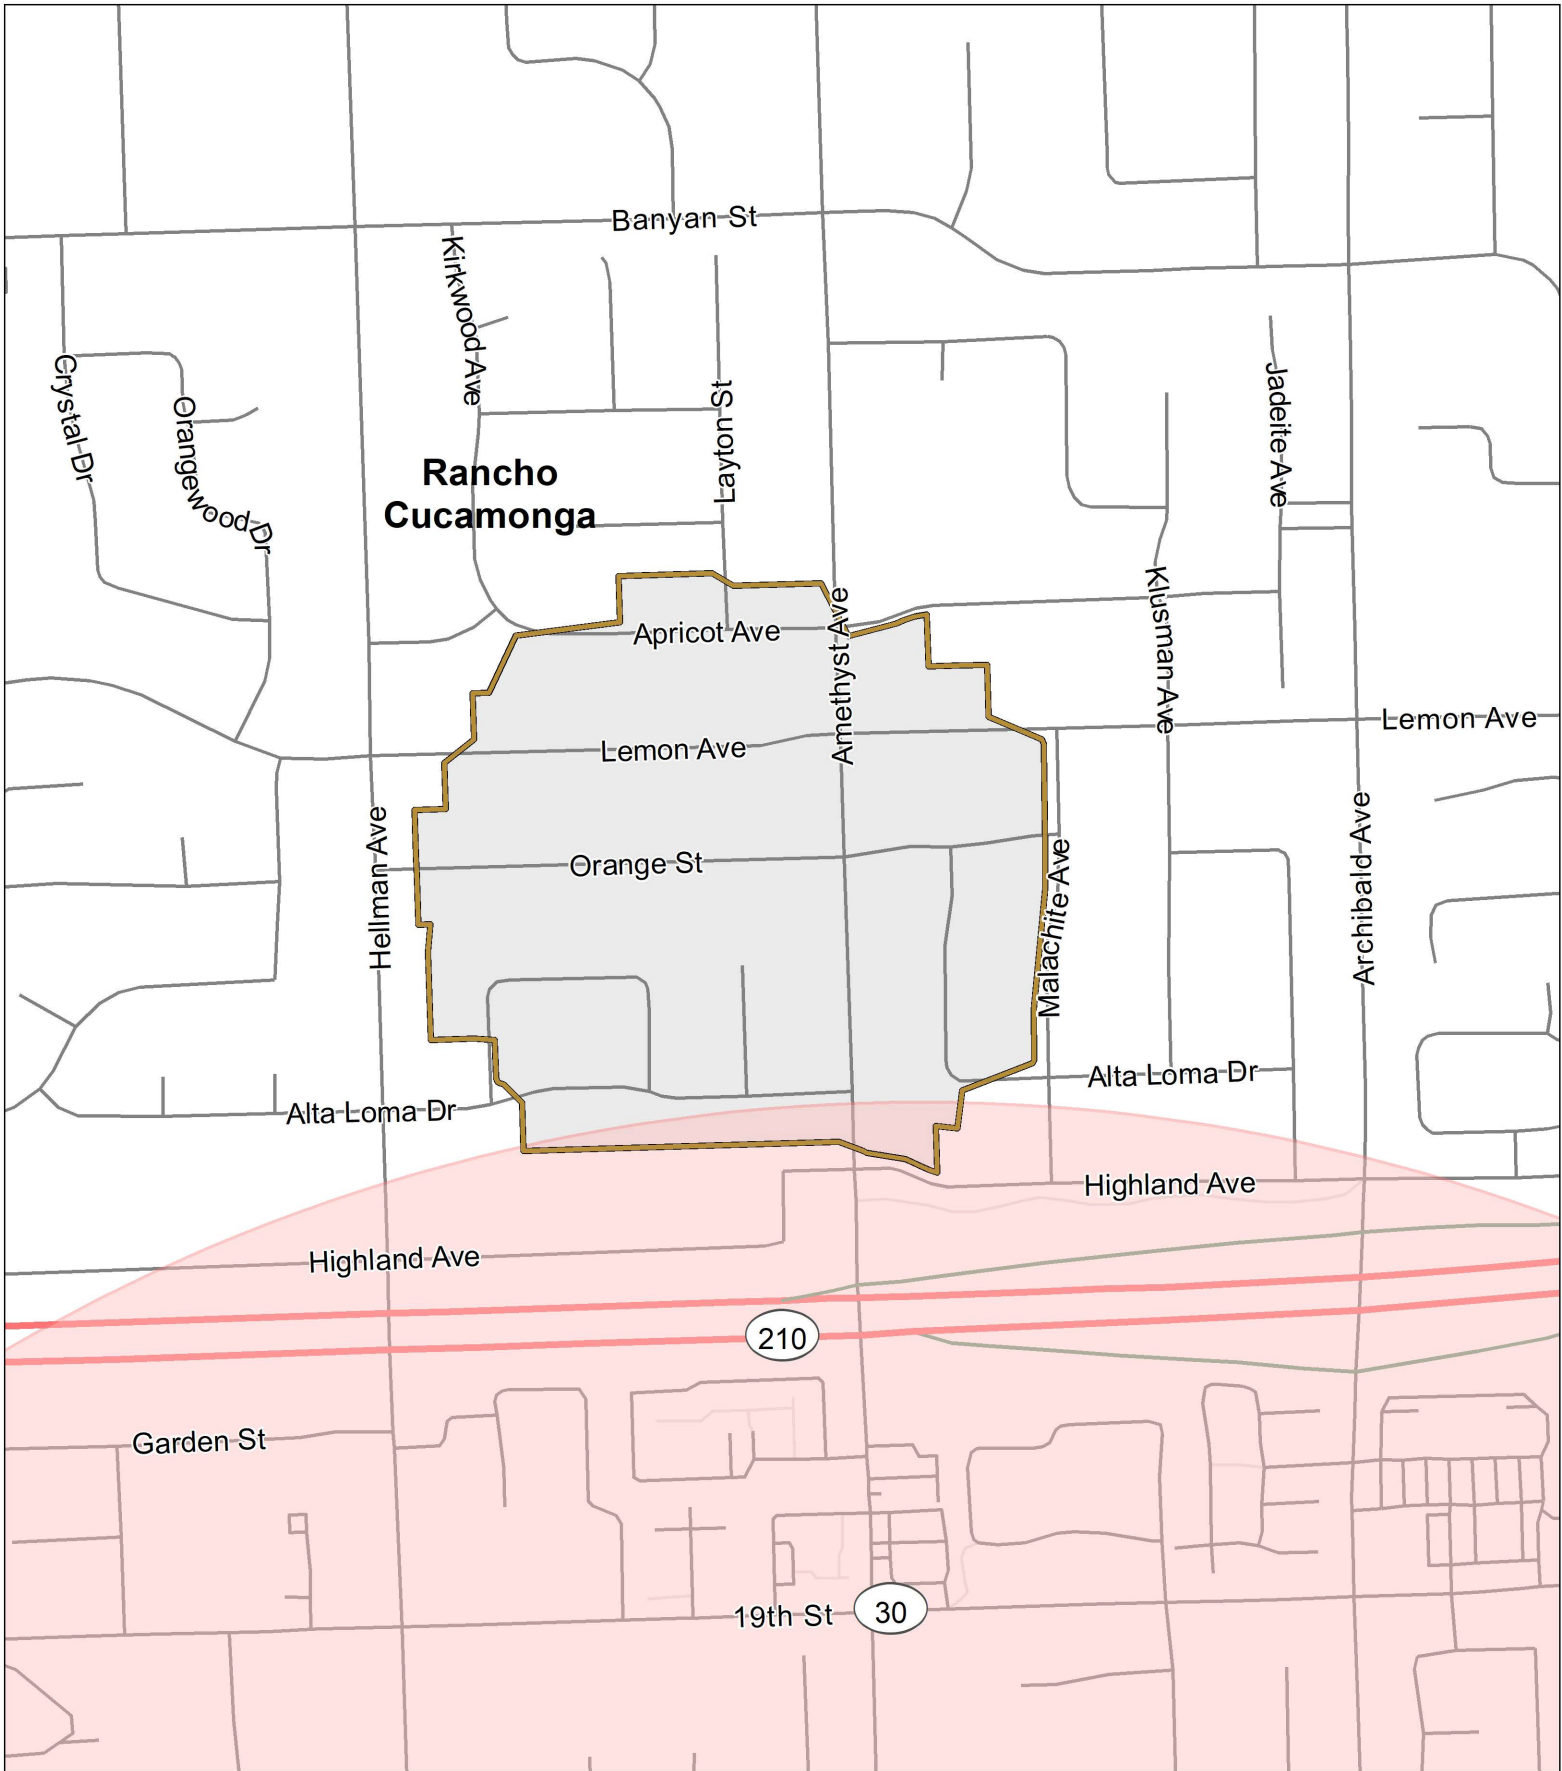 Banyan St
Kirkwood Ave
Crystal Dr
Orangewood Dr
Layton St
Jadeite Ave
Rancho
Cucamonga
Klusman Ave
Apricot Ave
Amethyst Ave
Lemon Ave
Lemon Ave
Hellman Ave
Orange St
Malachite Ave
Archibald Ave
Alta Loma Dr
Alta Loma Dr
Highland Ave
Highland Ave
210
Garden St
19th St
30